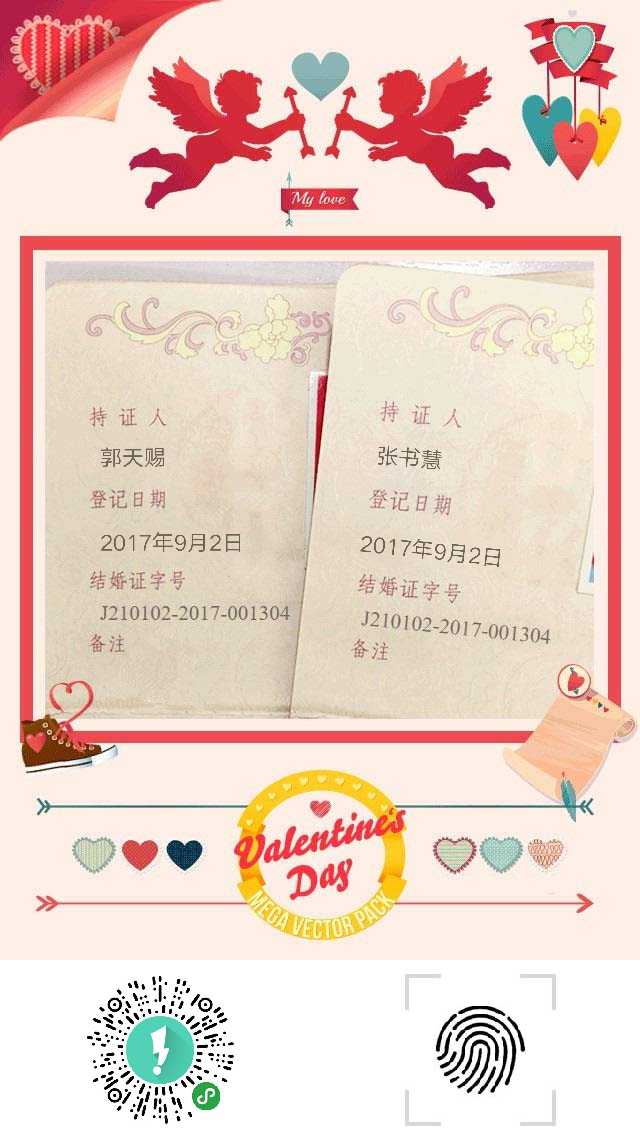 My love
持 证 人
郭天赐
登记日期
2017年9月2日
结婚证字号
J210102-2017-001304
备注
持 证 人
张书慧
登记日期
2017年9月2日
结婚证字号
J210102-2017-001304
备注
Valentine's
Day
MEGA VECTOR PACK